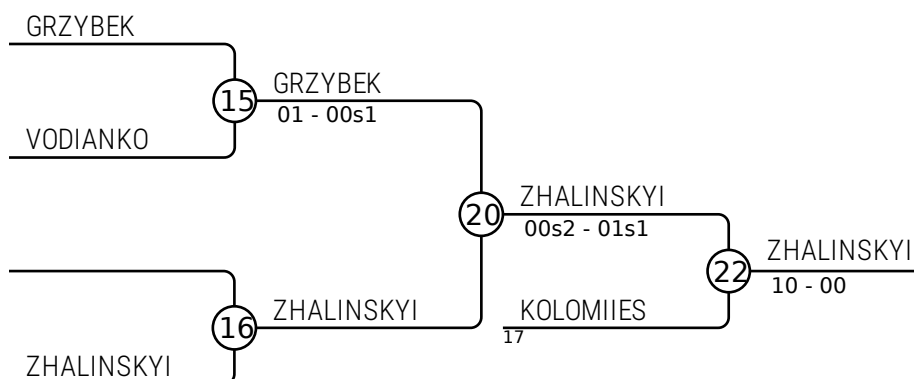 GRZYBEK
15
GRZYBEK
01 - 00s1
VODIANKO
20
ZHALINSKYI
00s2 - 01s1
22
ZHALINSKYI
10 - 00
16
ZHALINSKYI
KOLOMIIES
17
ZHALINSKYI